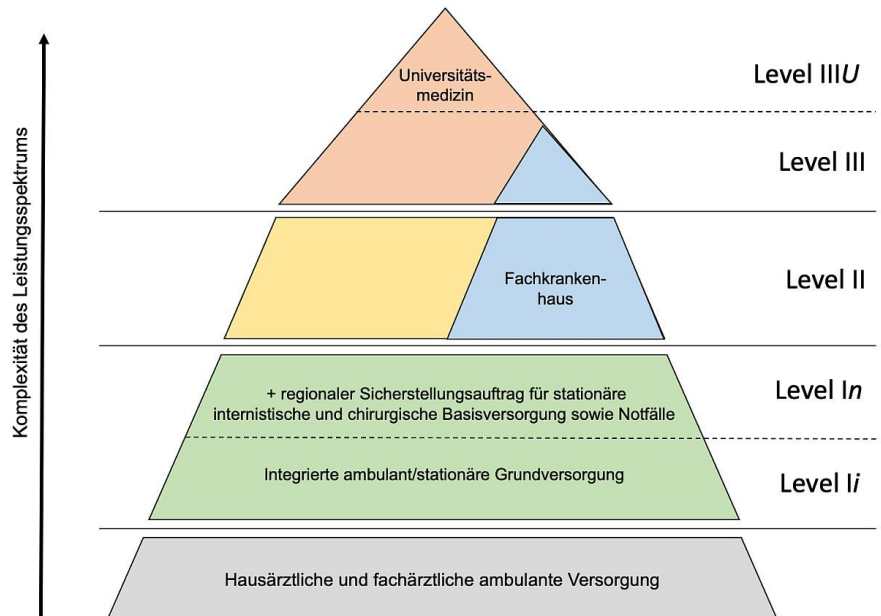 Universitäts-
medizin
Level IIIU
Level III
Fachkranken-
haus
Level II
+ regionaler Sicherstellungsauftrag für stationäre
internistische und chirurgische Basisversorgung sowie Notfälle
Level In
Integrierte ambulant/stationäre Grundversorgung
Level Ii
Hausärztliche und fachärztliche ambulante Versorgung
Komplexität des Leistungsspektrums